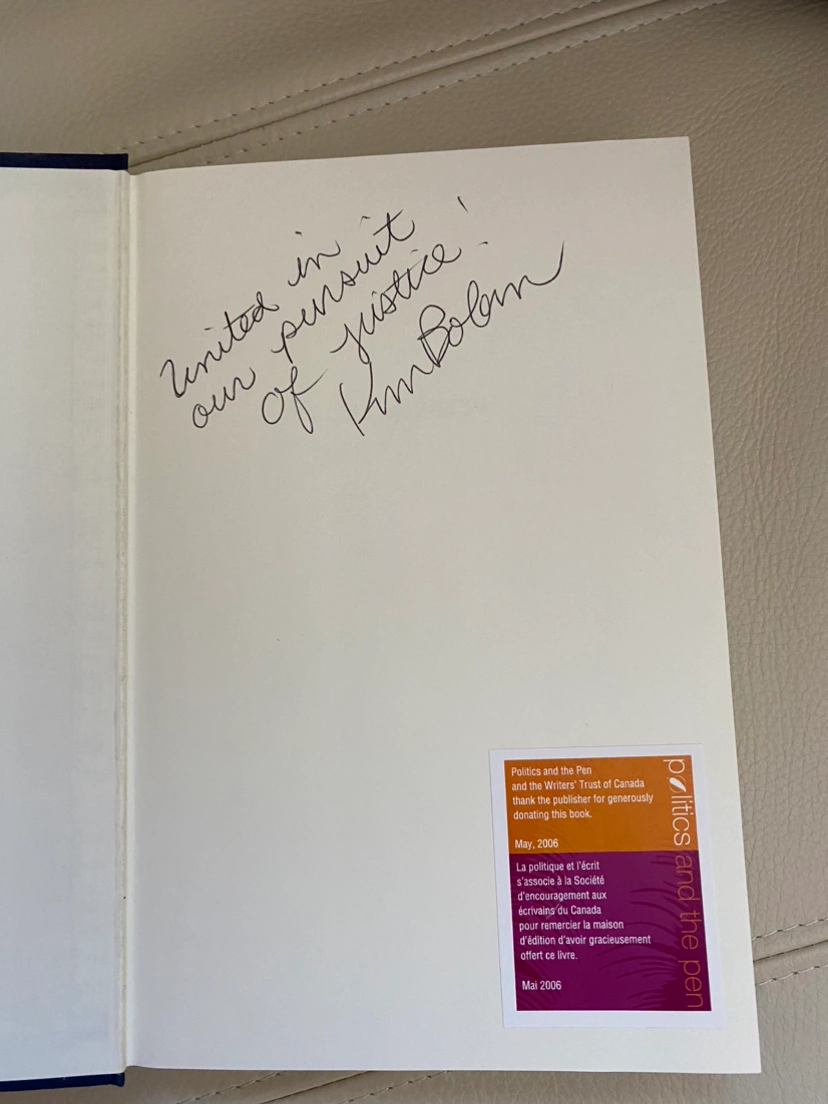 United in
our pursuit
of justice!
Kim Bolan
Politics and the Pen
and the Writers' Trust of Canada
thank the publisher for generously
donating this book.
May, 2006
La politique et l'écrit
s'associe à la Société
d'encouragement aux
écrivains du Canada
pour remercier la maison
d'édition d'avoir gracieusement
offert ce livre.
Mai 2006
politics and the pen